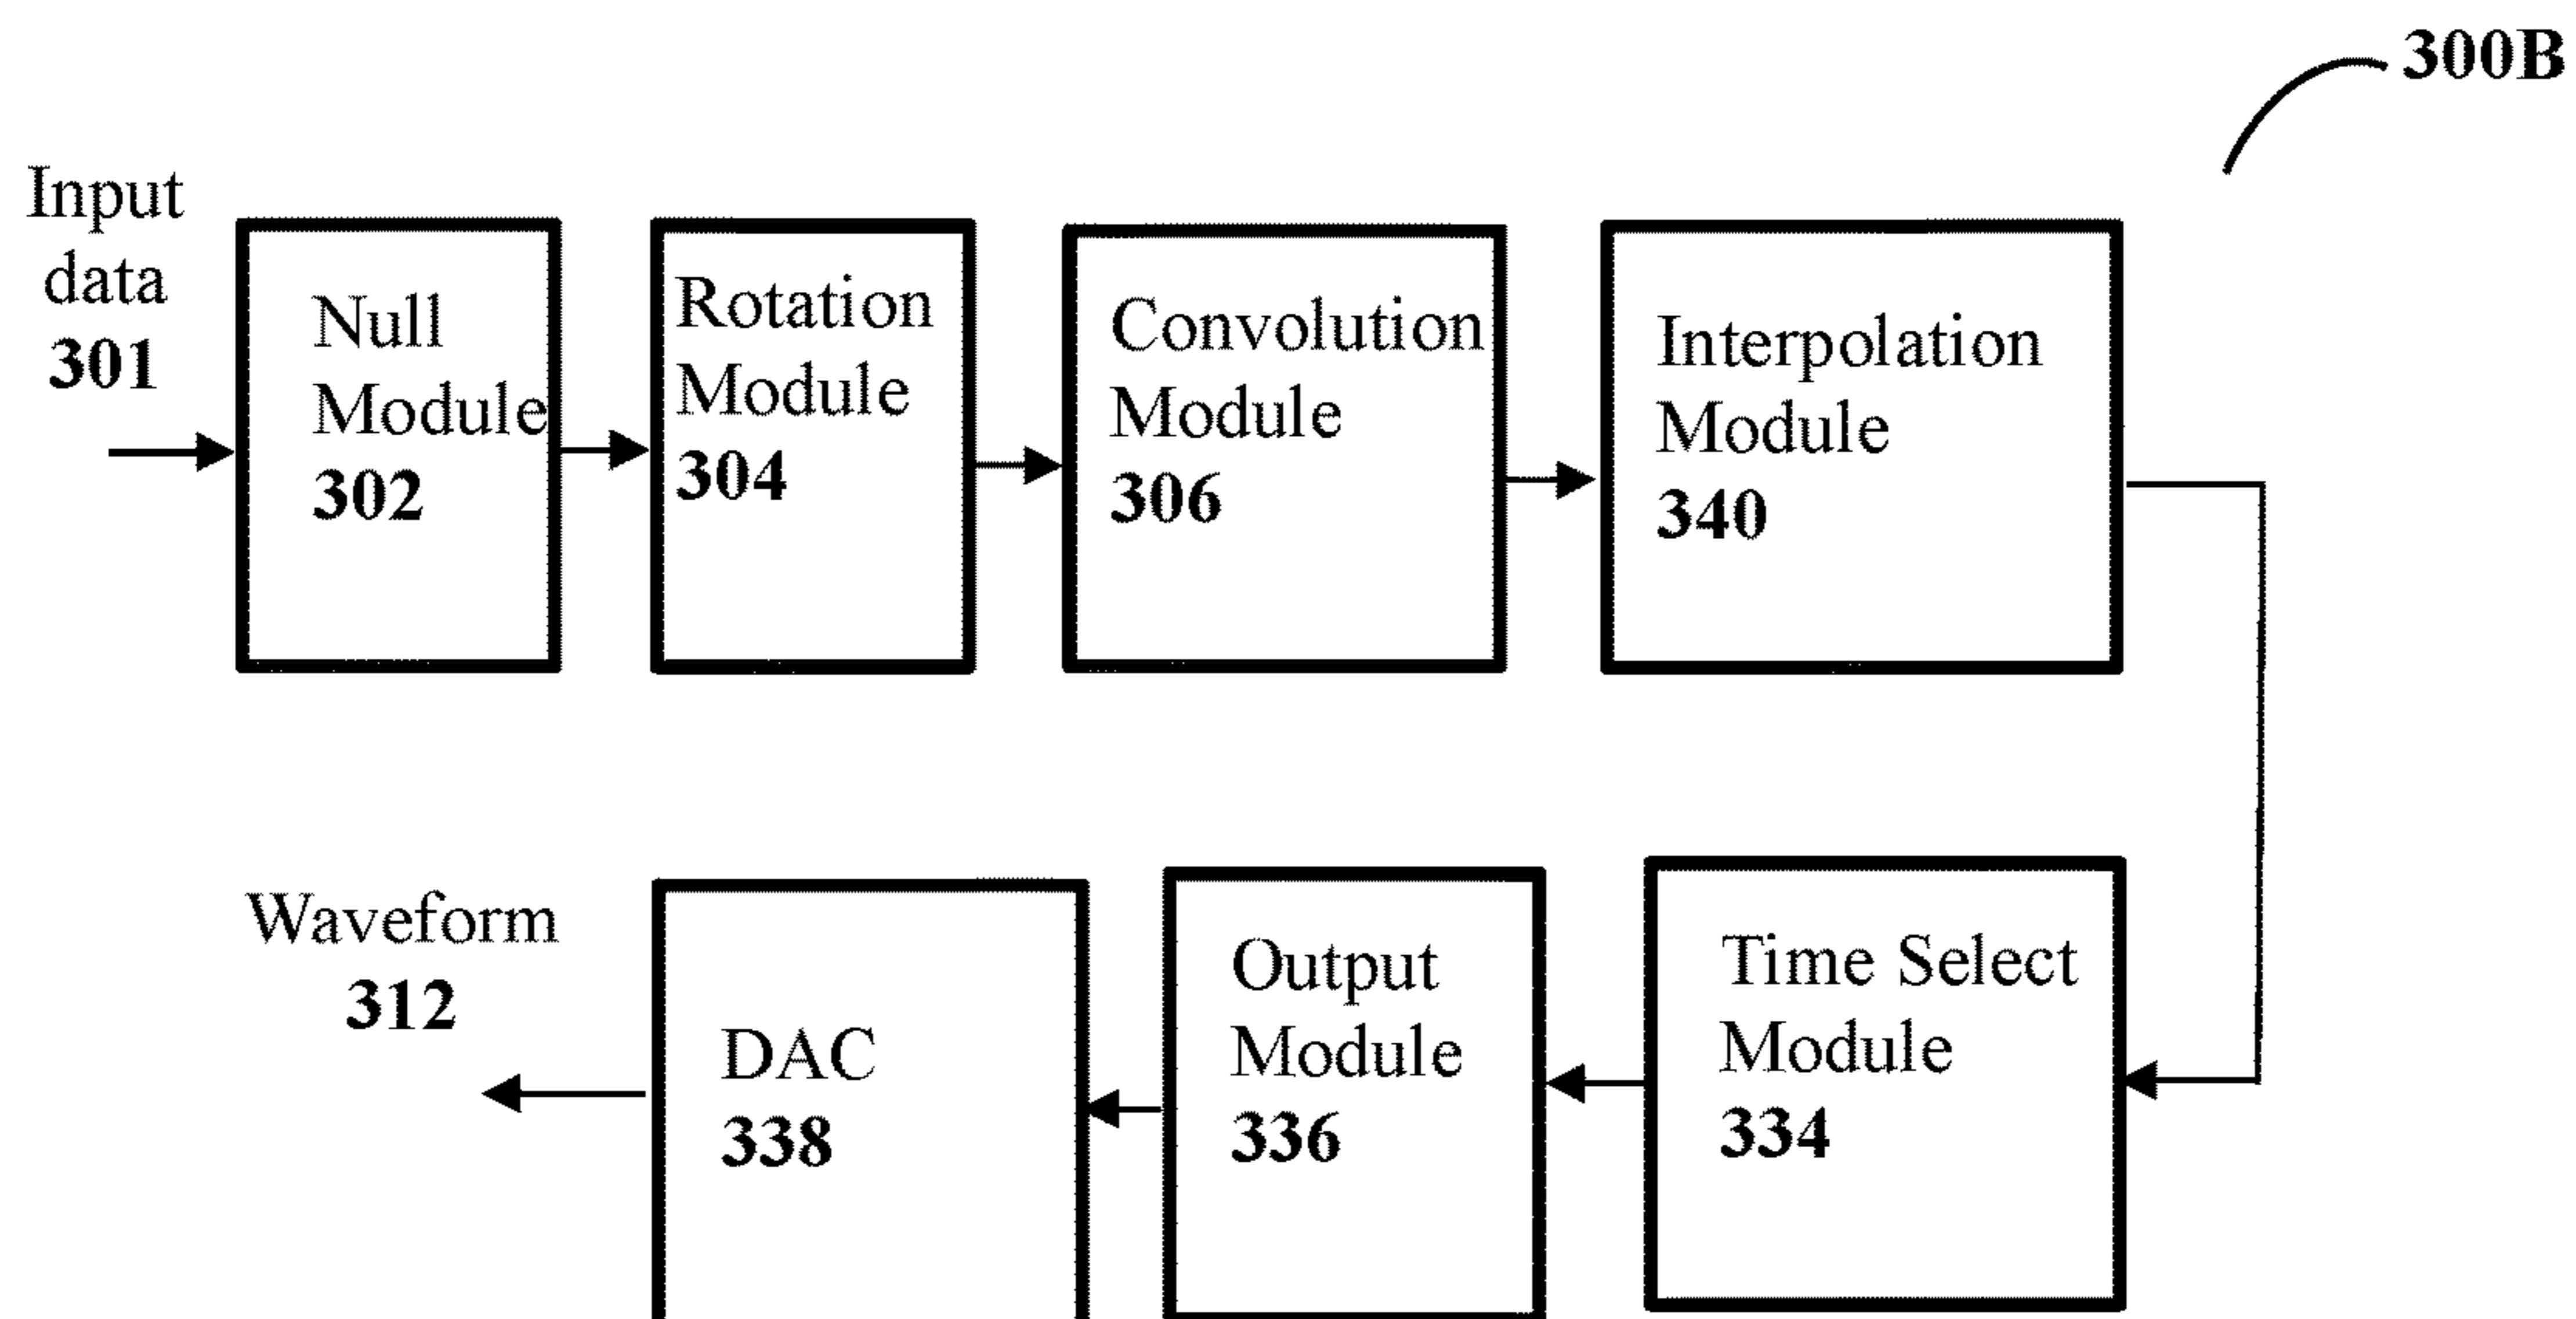 300B
Input
data
301
Null
Module
302
Rotation
Module
304
Convolution
Module
306
Interpolation
Module
340
Waveform
312
DAC
338
Output
Module
336
Time Select
Module
334